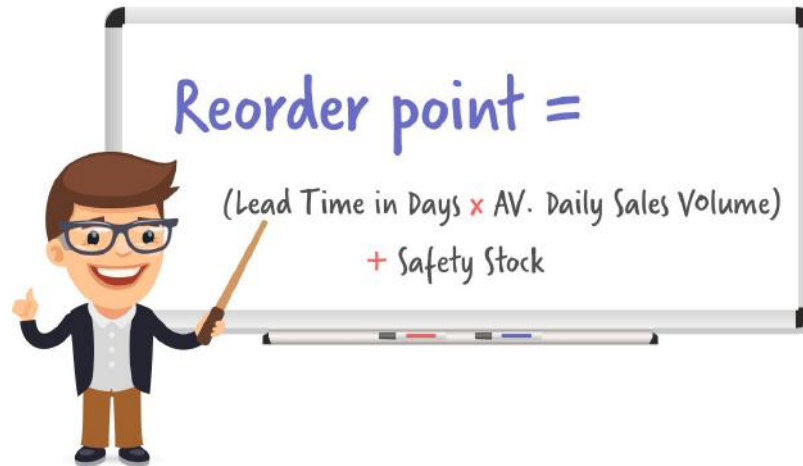 Reorder point =
(Lead Time in Days x AV. Daily Sales Volume)
+ Safety Stock